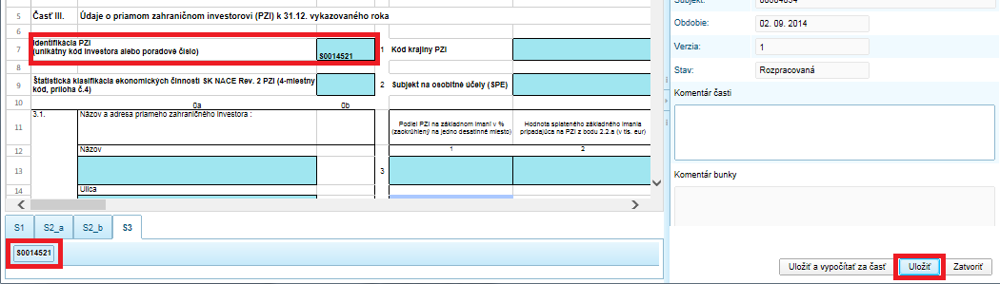 5 Časť III. Údaje o priamom zahraničnom investorovi (PZI) k 31.12. vykazovaného roka
6
7 Identifikácia PZI
(unikátny kód investora alebo poradové číslo) S0014521 1 Kód krajiny PZI
8
9 Štatistická klasifikácia ekonomických činností SK NACE Rev. 2 PZI (4-miestny
kód, príloha č.4) 2 Subjekt na osobitné účely (SPE)
10 0a 0b
11 3.1. Názov a adresa priameho zahraničného investora :
Podiel PZI na základnom imaní v %
(zaokrúhlený na jedno desatinné miesto)
Hodnota splateného základného imania
pripadajúca na PZI z bodu 2.2.a (v tis. eur)
12 Názov 1 2
13 3
14 Ulica
S1 S2_a S2_b S3
S0014521
Obdobie: 02. 09. 2014
Verzia: 1
Stav: Rozpracovaná
Komentár časti
Komentár bunky
Uložiť a vypočítať za časť Uložiť Zatvoriť